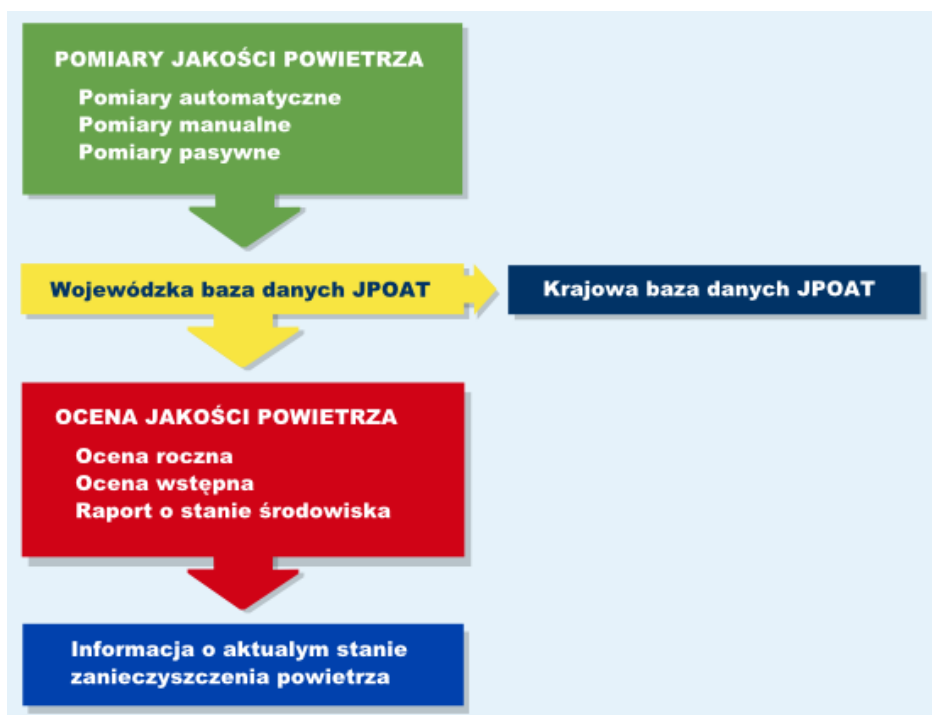 POMIARY JAKOŚCI POWIETRZA
Pomiary automatyczne
Pomiary manualne
Pomiary pasywne
Wojewódzka baza danych JPOAT
Krajowa baza danych JPOAT
OCENA JAKOŚCI POWIETRZA
Ocena roczna
Ocena wstępna
Raport o stanie środowiska
Informacja o aktualym stanie
zanieczyszczenia powietrza